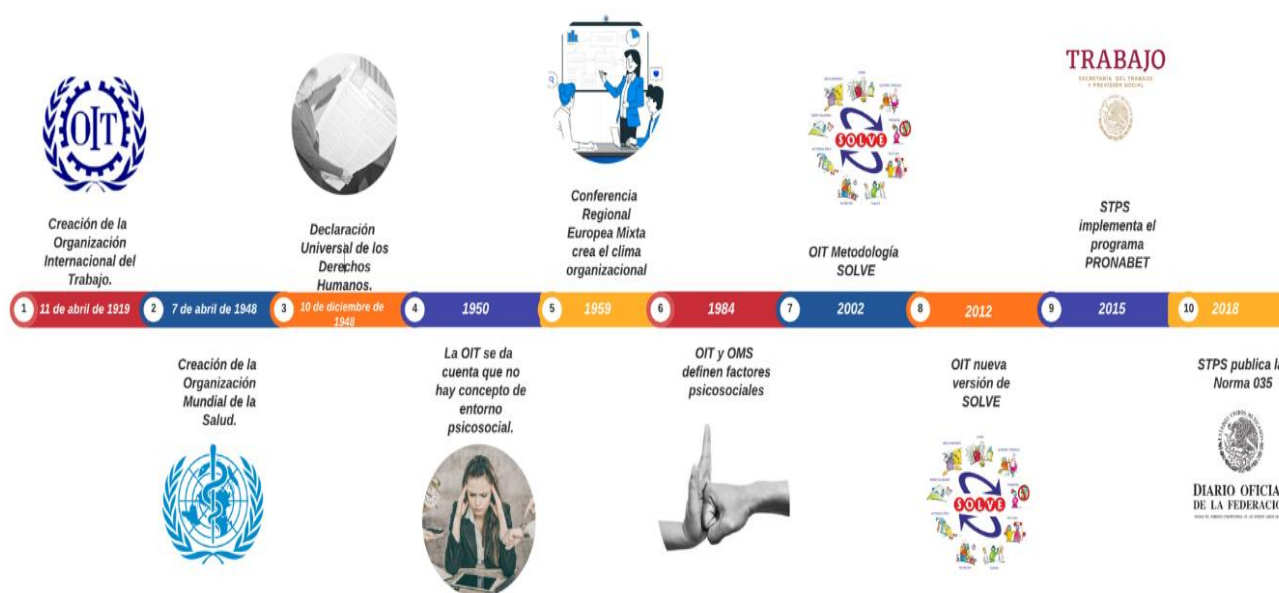 OIT
Creación de la
Organización
Internacional del
Trabajo.
Declaración
Universal de los
Derechos
Humanos.
Conferencia
Regional
Europea Mixta
crea el clima
organizacional
SOLVE
OIT Metodología
SOLVE
TRABAJO
SECRETARÍA DEL TRABAJO
Y PREVISIÓN SOCIAL
STPS
implementa el
programa
PRONABET
1 11 de abril de 1919
2 7 de abril de 1948
3 10 de diciembre de
1948
4 1950
5 1959
6 1984
7 2002
8 2012
9 2015
10 2018
Creación de la
Organización
Mundial de la
Salud.
La OIT se da
cuenta que no
hay concepto de
entorno
psicosocial.
OIT y OMS
definen factores
psicosociales
OIT nueva
versión de
SOLVE
SOLVE
STPS publica la
Norma 035
DIARIO OFICIA
DE LA FEDERACIO